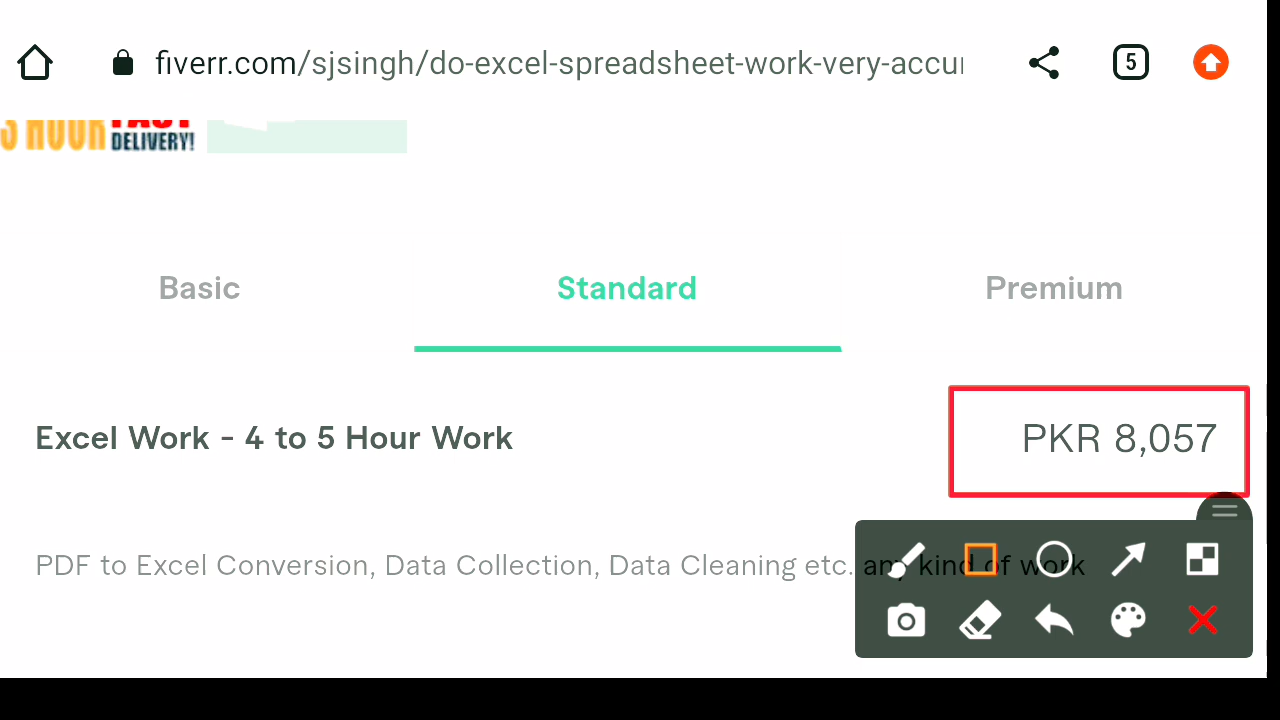 fiverr.com/sjsingh/do-excel-spreadsheet-work-very-accu
5
HOUR
DELIVERY!
Basic Standard Premium
Excel Work - 4 to 5 Hour Work PKR 8,057
PDF to Excel Conversion, Data Collection, Data Cleaning etc. any kind of work